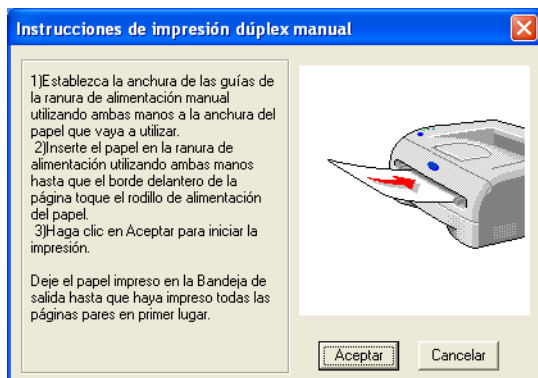 Instrucciones de impresión dúplex manual
1)Establezca la anchura de las guías de
la ranura de alimentación manual
utilizando ambas manos a la anchura del
papel que vaya a utilizar.
2)Inserte el papel en la ranura de
alimentación utilizando ambas manos
hasta que el borde delantero de la
página toque el rodillo de alimentación
del papel.
3)Haga clic en Aceptar para iniciar la
impresión.
Deje el papel impreso en la Bandeja de
salida hasta que haya impreso todas las
páginas pares en primer lugar.
Aceptar
Cancelar